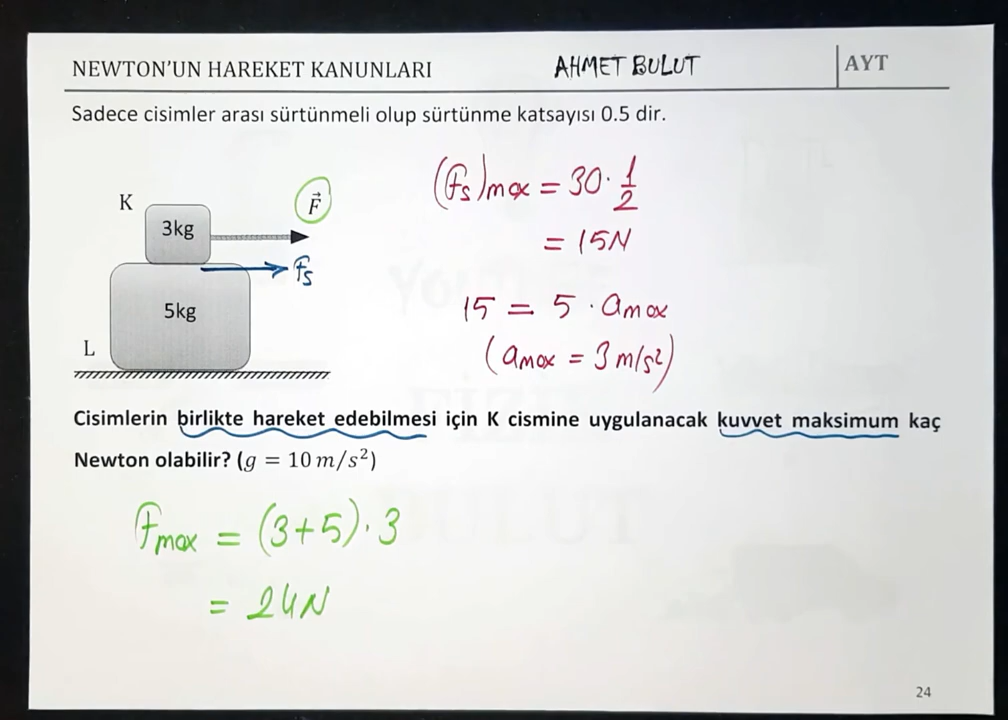 NEWTON'UN HAREKET KANUNLARI AHMET BULUT AYT
Sadece cisimler arası sürtünmeli olup sürtünme katsayısı 0.5 dir.
(fs)max = 30 · 1/2
= 15N
15 = 5 · amax
(amax = 3 m/s²)
K
3kg
F⃗
fs
5kg
L
Cisimlerin birlikte hareket edebilmesi için K cismine uygulanacak kuvvet maksimum kaç
Newton olabilir? (g = 10 m/s²)
Fmax = (3+5) · 3
= 24N
24